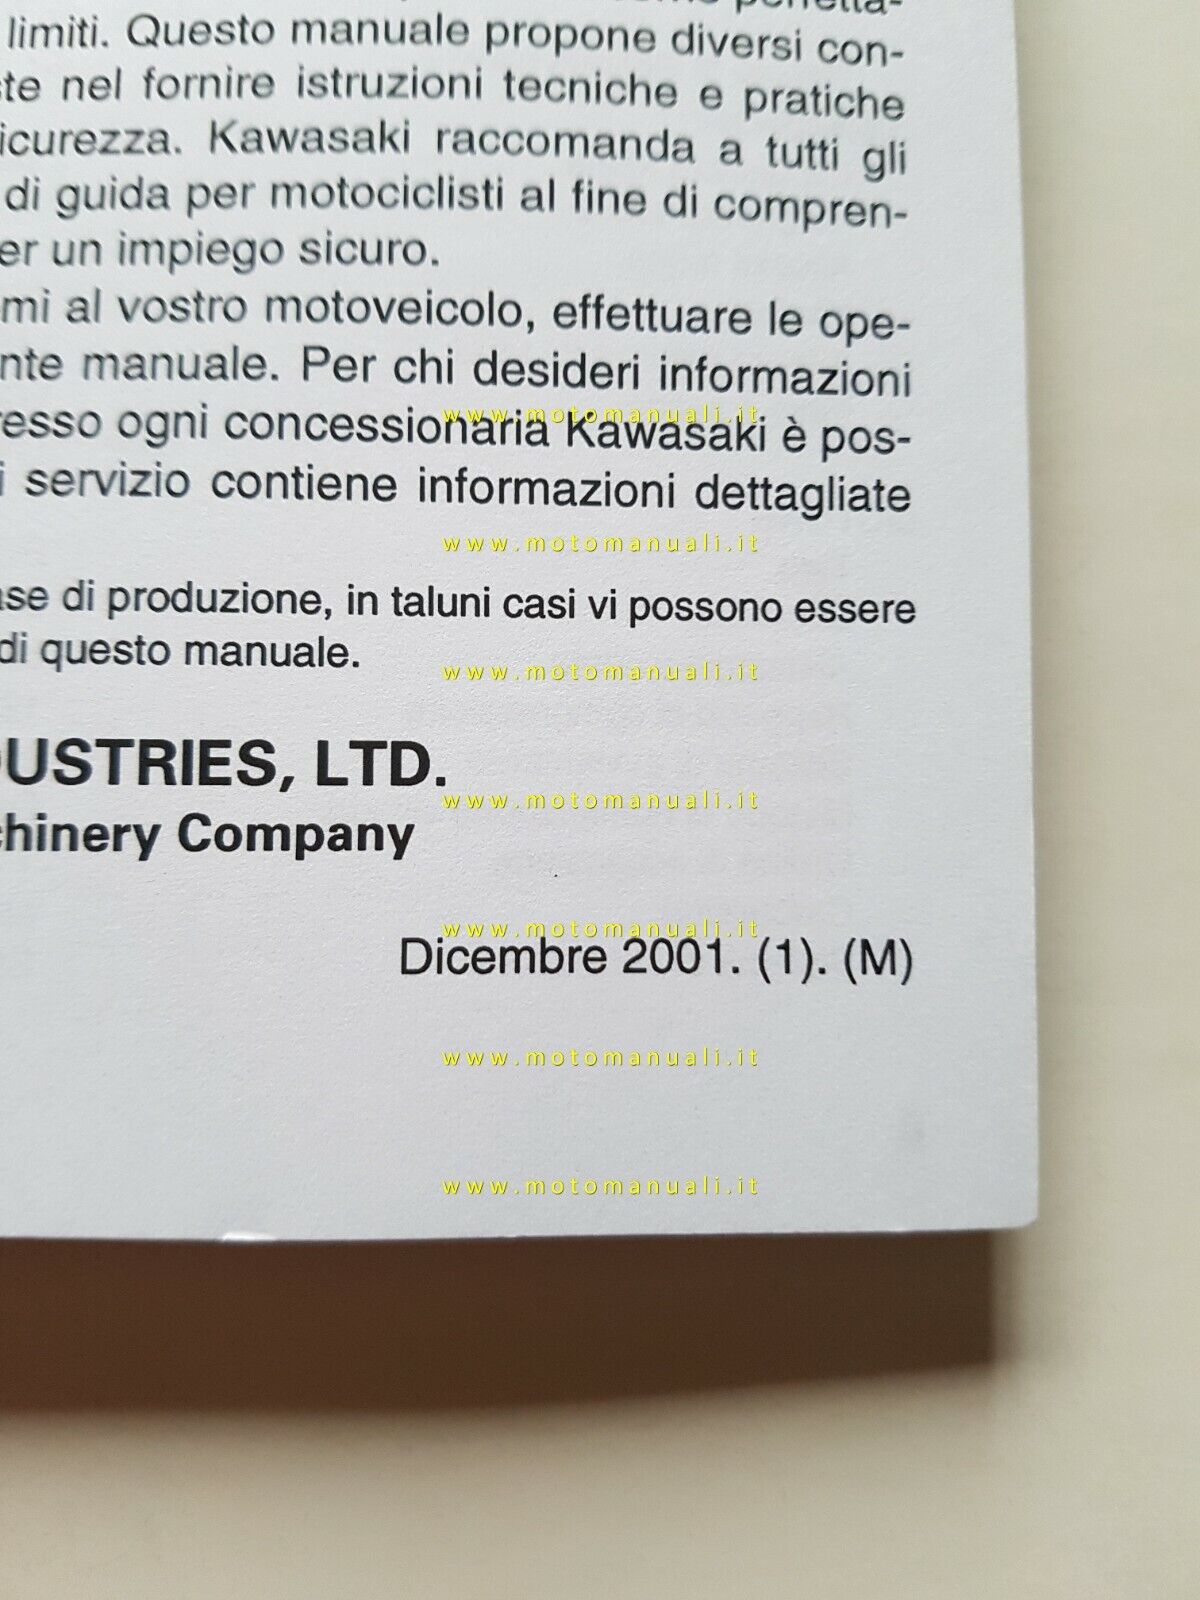 limiti. Questo manuale propone diversi con-
nel fornire istruzioni tecniche e pratiche
icurezza. Kawasaki raccomanda a tutti gli
di guida per motociclisti al fine di compren-
er un impiego sicuro.
emi al vostro motoveicolo, effettuare le ope-
nte manuale. Per chi desideri informazioni
www.motomanuali.it
resso ogni concessionaria Kawasaki è pos-
i servizio contiene informazioni dettagliate
www.motomanuali.it
ase di produzione, in taluni casi vi possono essere
di questo manuale.
www.motomanuali.it
DUSTRIES, LTD.
www.motomanuali.it
chinery Company
www.motomanuali.it
Dicembre 2001. (1). (M)
www.motomanuali.it
www.motomanuali.it